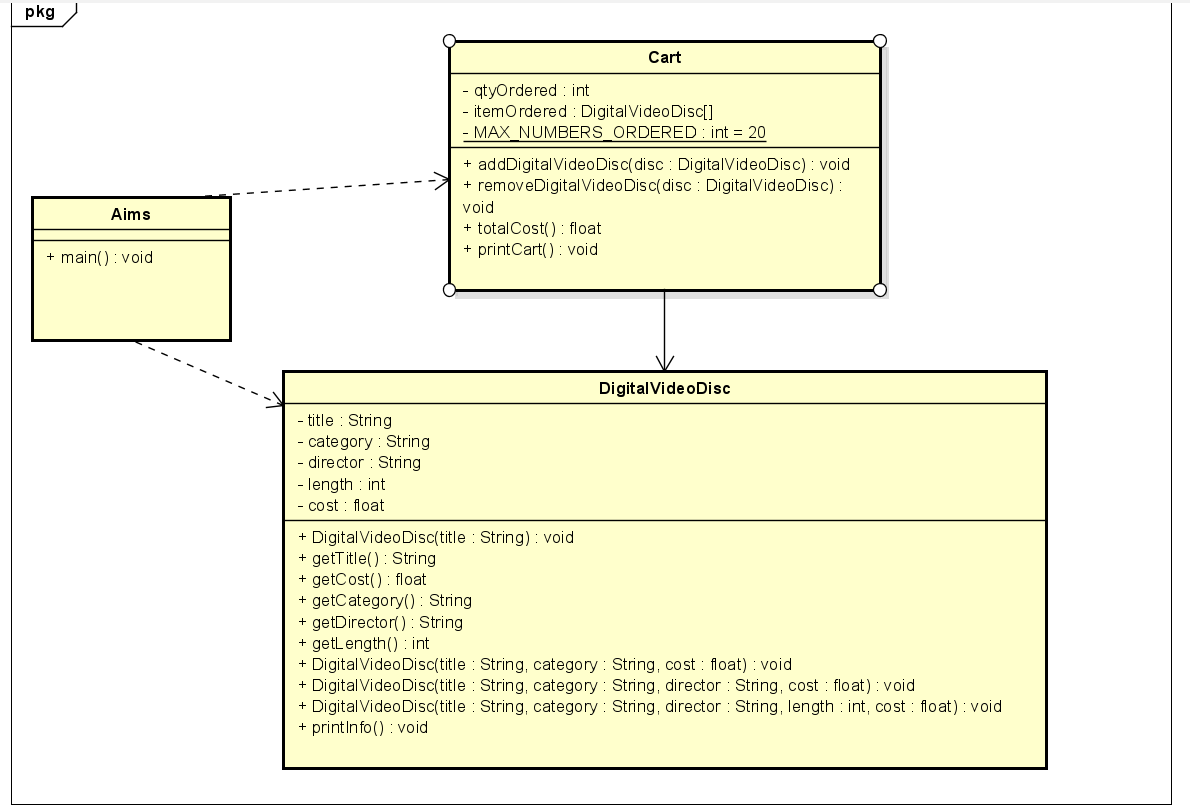 pkg
Cart
- qtyOrdered : int
- itemOrdered : DigitalVideoDisc[]
- MAX_NUMBERS_ORDERED : int = 20
+ addDigitalVideoDisc(disc : DigitalVideoDisc) : void
+ removeDigitalVideoDisc(disc : DigitalVideoDisc) :
void
+ totalCost() : float
+ printCart() : void
Aims
+ main() : void
DigitalVideoDisc
- title : String
- category : String
- director : String
- length : int
- cost : float
+ DigitalVideoDisc(title : String) : void
+ getTitle() : String
+ getCost() : float
+ getCategory() : String
+ getDirector() : String
+ getLength() : int
+ DigitalVideoDisc(title : String, category : String, cost : float) : void
+ DigitalVideoDisc(title : String, category : String, director : String, cost : float) : void
+ DigitalVideoDisc(title : String, category : String, director : String, length : int, cost : float) : void
+ printInfo() : void